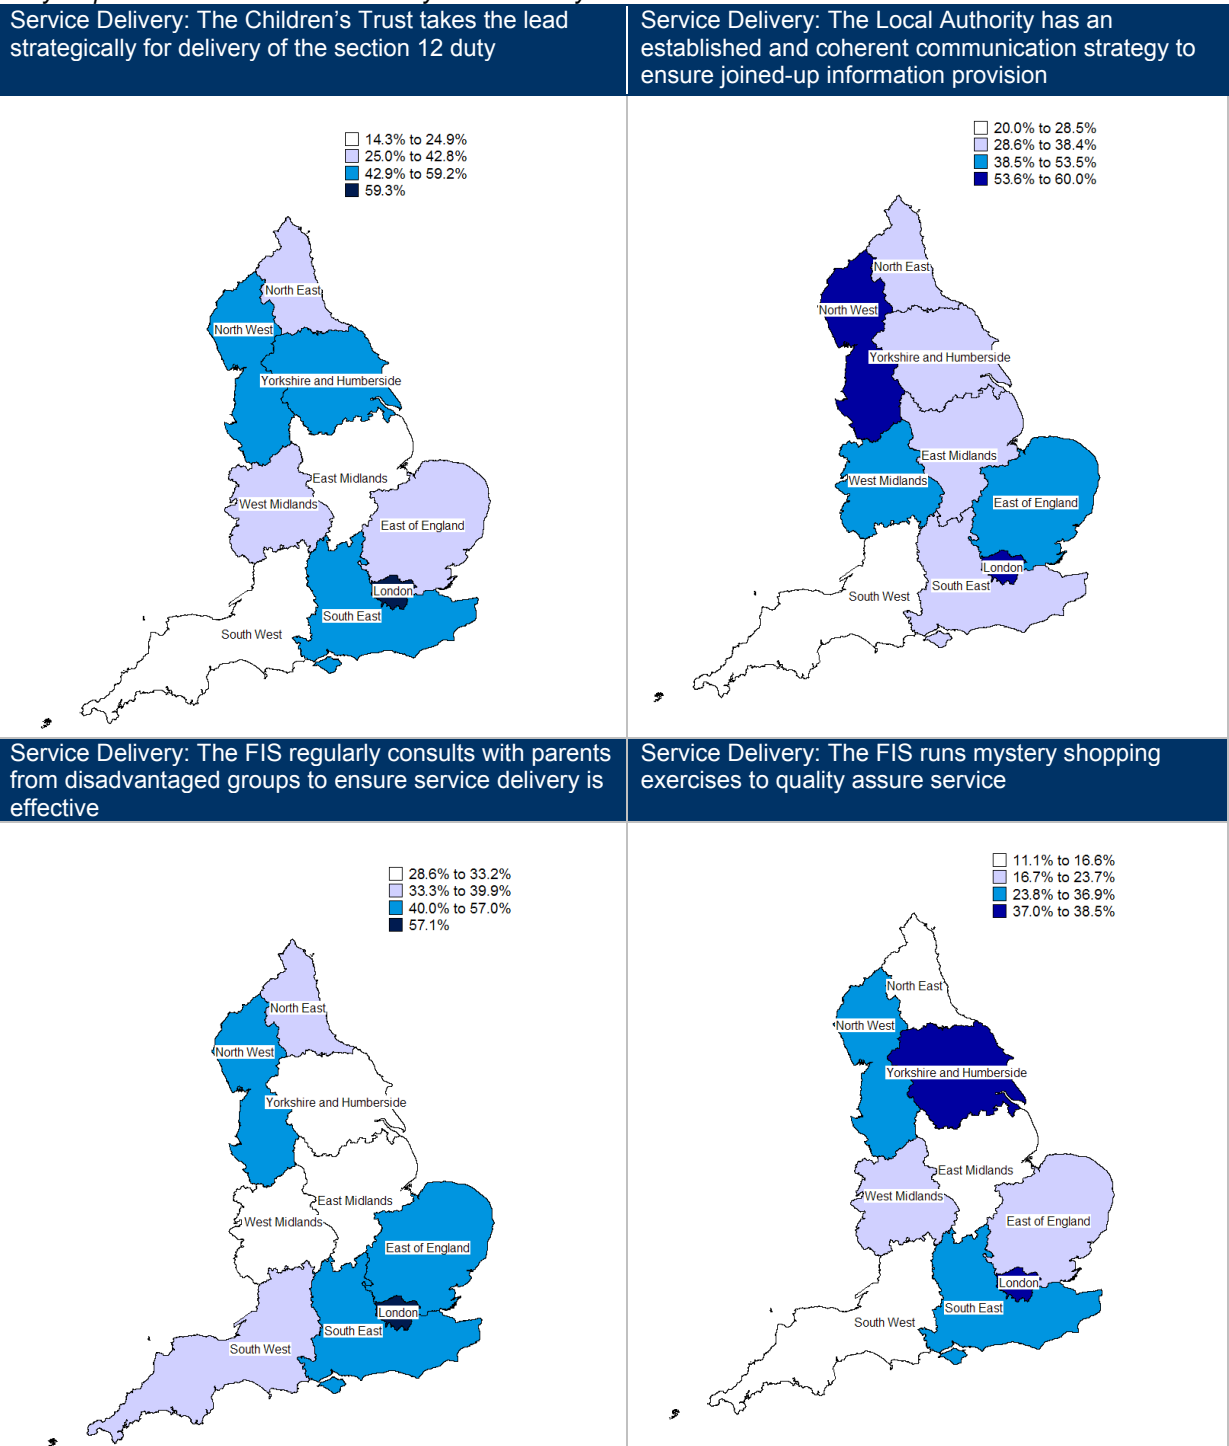 Service Delivery: The Children’s Trust takes the lead
strategically for delivery of the section 12 duty
Service Delivery: The Local Authority has an
established and coherent communication strategy to
ensure joined-up information provision
14.3% to 24.9%
25.0% to 42.8%
42.9% to 59.2%
59.3%
North East
North West
Yorkshire and Humberside
East Midlands
West Midlands
East of England
London
South East
South West
20.0% to 28.5%
28.6% to 38.4%
38.5% to 53.5%
53.6% to 60.0%
North East
North West
Yorkshire and Humberside
East Midlands
West Midlands
East of England
London
South East
South West
Service Delivery: The FIS regularly consults with parents
from disadvantaged groups to ensure service delivery is
effective
Service Delivery: The FIS runs mystery shopping
exercises to quality assure service
28.6% to 33.2%
33.3% to 39.9%
40.0% to 57.0%
57.1%
North East
North West
Yorkshire and Humberside
East Midlands
West Midlands
East of England
London
South East
South West
11.1% to 16.6%
16.7% to 23.7%
23.8% to 36.9%
37.0% to 38.5%
North East
North West
Yorkshire and Humberside
East Midlands
West Midlands
East of England
London
South East
South West